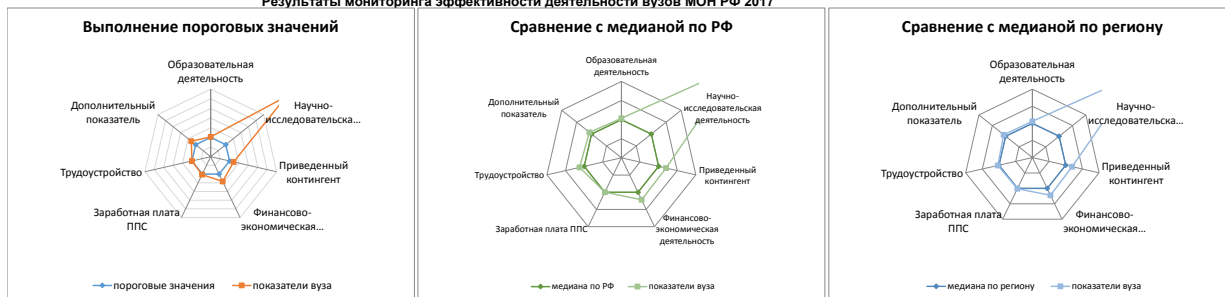 Результаты мониторинга эффективности деятельности вузов МОН РФ 2017
Выполнение пороговых значений
Образовательная
деятельность
Научно-
исследовательска...
Приведенный
контингент
Финансово-
экономическая...
Заработная плата
ППС
Трудоустройство
Дополнительный
показатель
пороговые значения
показатели вуза
Сравнение с медианой по РФ
Образовательная
деятельность
Научно-
исследовательская
деятельность
Приведенный
контингент
Финансово-
экономическая
деятельность
Заработная плата ППС
Трудоустройство
Дополнительный
показатель
медиана по РФ
показатели вуза
Сравнение с медианой по региону
Образовательная
деятельность
Научно-
исследовательска...
Приведенный
контингент
Финансово-
экономическая...
Заработная плата
ППС
Трудоустройство
Дополнительный
показатель
медиана по региону
показатели вуза